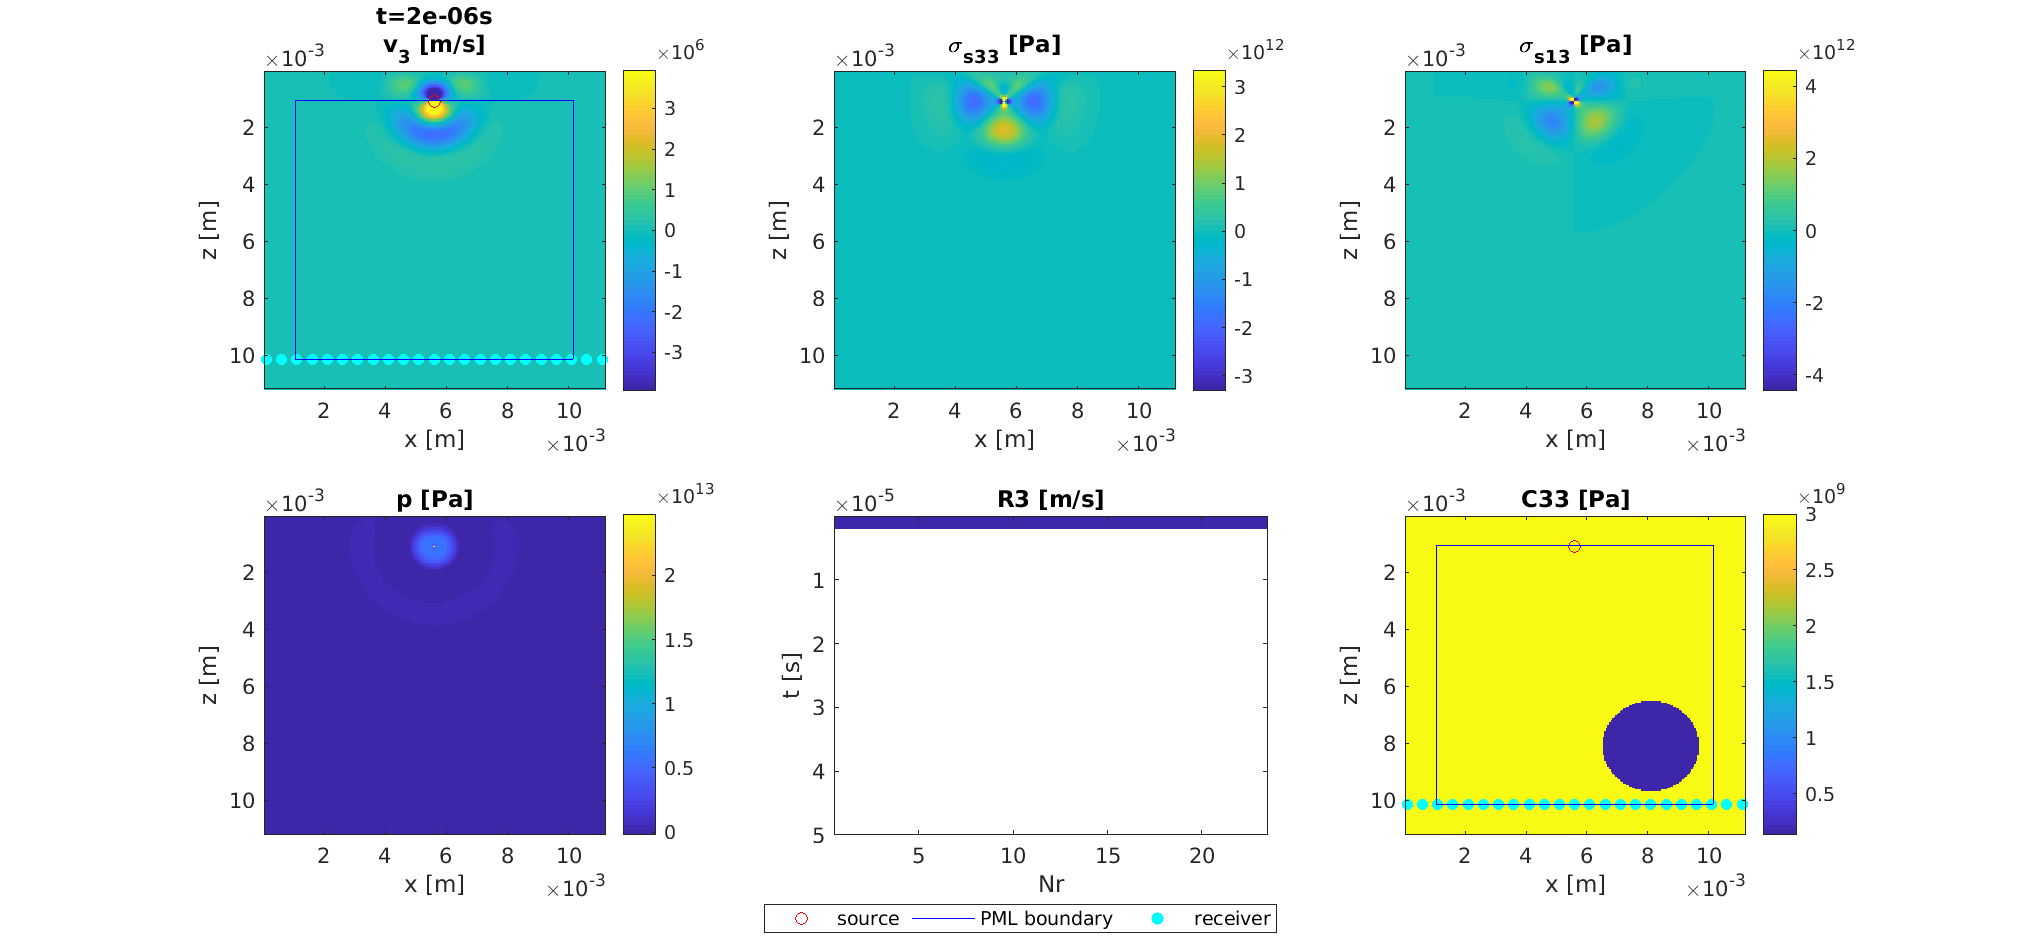 t=2e-06s
v3 [m/s]
×10-3
×106
2
4
6
8
10
z [m]
2 4 6 8 10
x [m]
×10-3
3
2
1
0
-1
-2
-3
σs33 [Pa]
×10-3
×1012
2
4
6
8
10
z [m]
2 4 6 8 10
x [m]
×10-3
3
2
1
0
-1
-2
-3
σs13 [Pa]
×10-3
×1012
2
4
6
8
10
z [m]
2 4 6 8 10
x [m]
×10-3
4
2
0
-2
-4
p [Pa]
×10-3
×1013
2
4
6
8
10
z [m]
2 4 6 8 10
x [m]
×10-3
2
1.5
1
0.5
0
R3 [m/s]
×10-5
1
2
3
4
5
t [s]
5 10 15 20
Nr
C33 [Pa]
×10-3
×109
2
4
6
8
10
z [m]
2 4 6 8 10
x [m]
×10-3
3
2.5
2
1.5
1
0.5
source PML boundary receiver